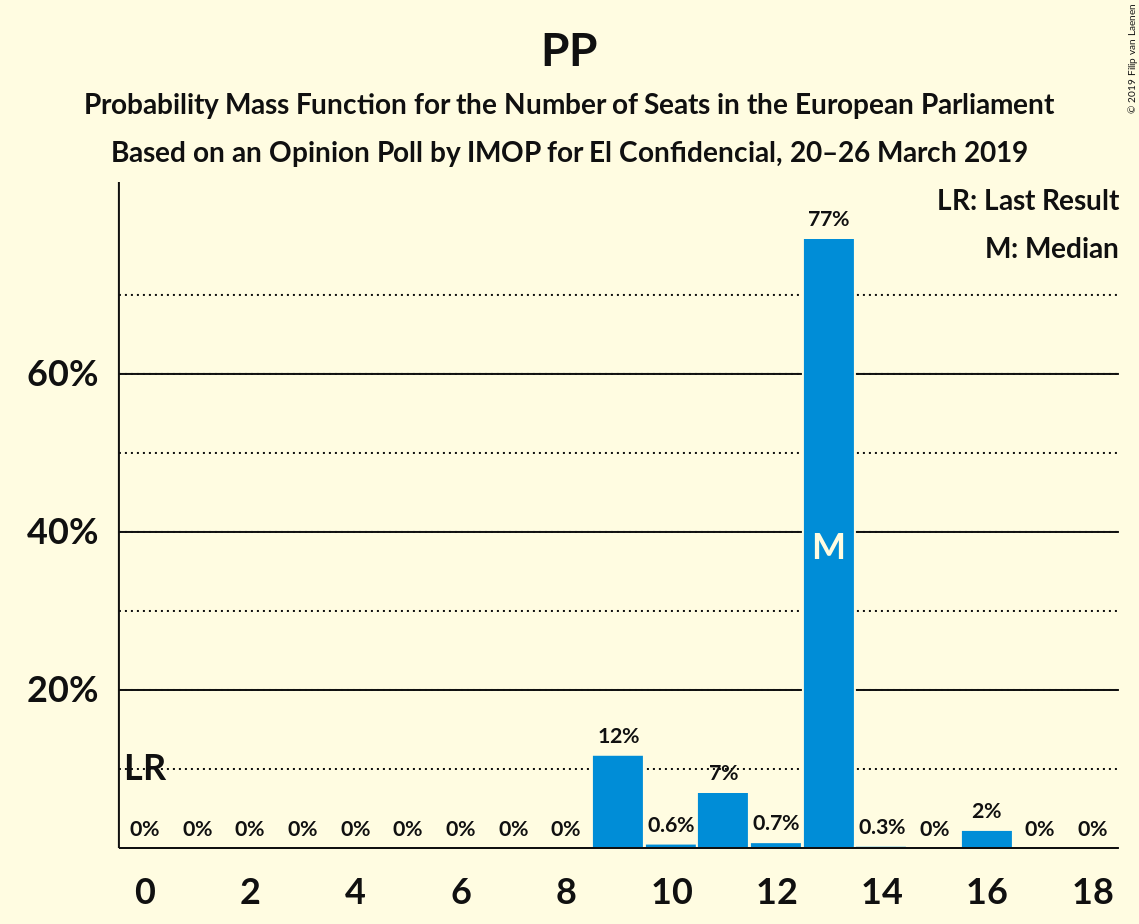 PP
Probability Mass Function for the Number of Seats in the European Parliament
Based on an Opinion Poll by IMOP for El Confidencial, 20–26 March 2019
© 2019 Filip van Laenen
LR: Last Result
M: Median
77%
60%
40%
M
20%
12%
LR
7%
0% 0% 0% 0% 0% 0% 0% 0% 0% 0.6% 0.7% 0.3% 0% 2% 0% 0%
0 2 4 6 8 10 12 14 16 18